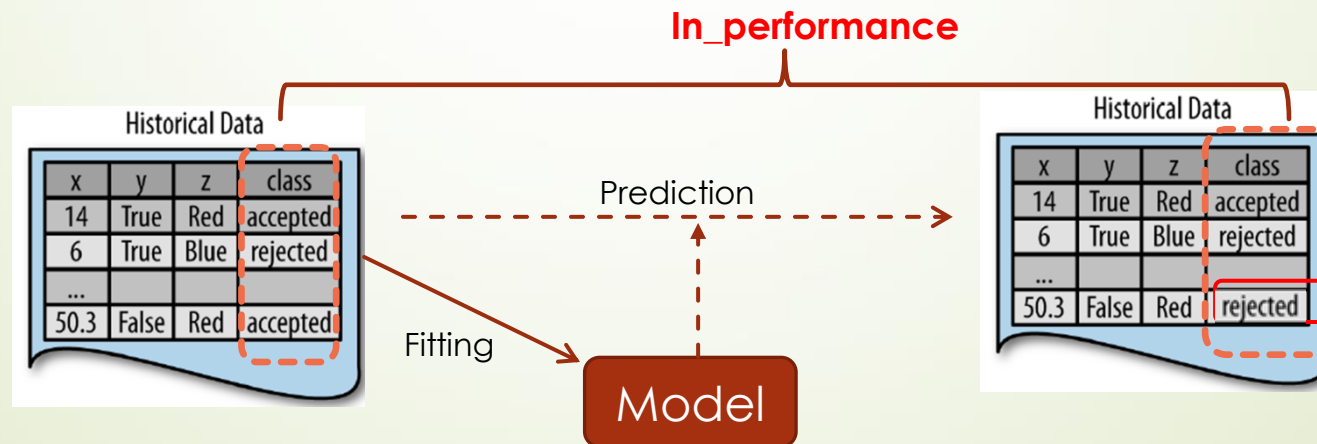 In_performance
Historical Data
x y z class
14 True Red accepted
6 True Blue rejected
...
50.3 False Red accepted
Prediction
Fitting
Model
Historical Data
x y z class
14 True Red accepted
6 True Blue rejected
...
50.3 False Red rejected